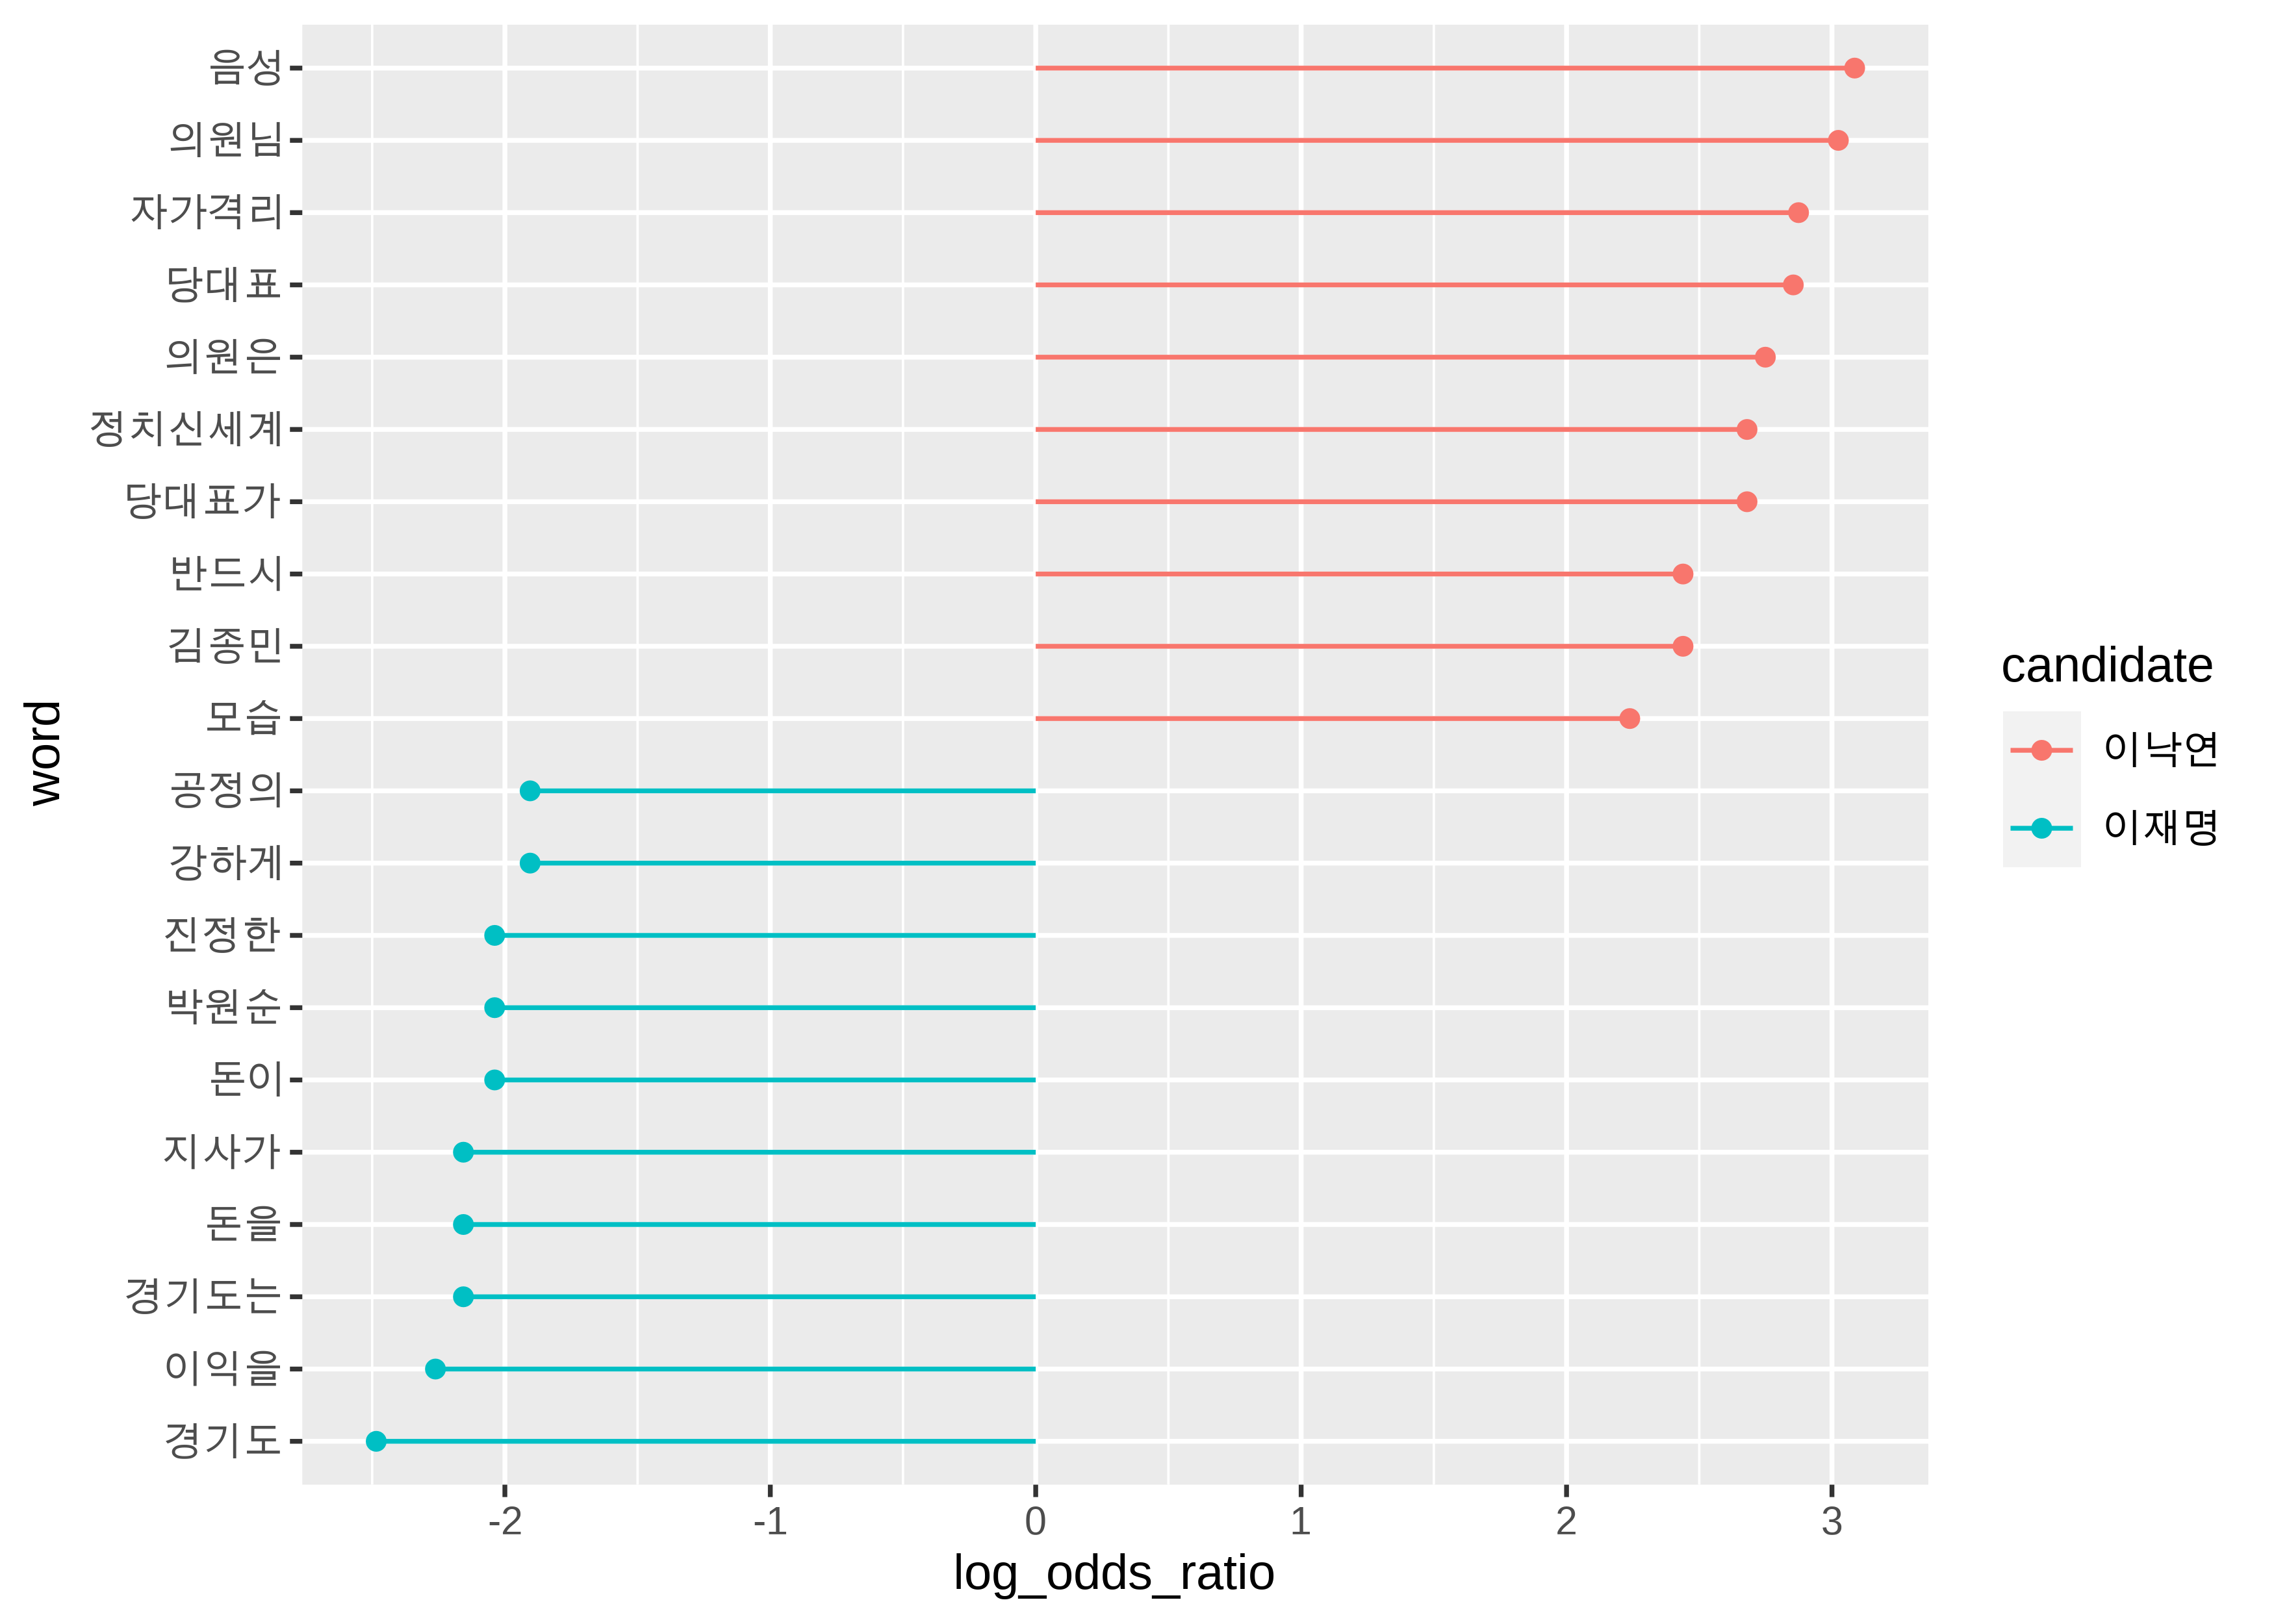 음성
의원님
자가격리
당대표
의원은
정치신세계
당대표가
반드시
김종민
모습
공정의
강하게
진정한
박원순
돈이
지사가
돈을
경기도는
이익을
경기도
word
-2 -1 0 1 2 3
log_odds_ratio
candidate
이낙연
이재명